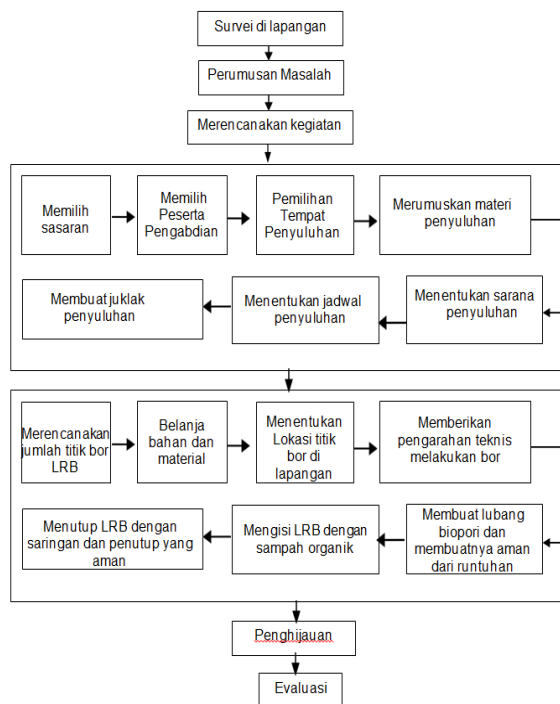 Survei di lapangan
Perumusan Masalah
Merencanakan kegiatan
Memilih
sasaran
Memilih
Peserta
Pengabdian
Pemilihan
Tempat
Penyuluhan
Merumuskan materi
penyuluhan
Menentukan sarana
penyuluhan
Menentukan jadwal
penyuluhan
Membuat juklak
penyuluhan
Merencanakan
jumlah titik bor
LRB
Belanja
bahan dan
material
Menentukan
Lokasi titik
bor di
lapangan
Memberikan
pengarahan teknis
melakukan bor
Membuat lubang
biopori dan
membuatnya aman
dari runtuhan
Mengisi LRB dengan
sampah organik
Menutup LRB dengan
saringan dan penutup yang
aman
Penghijauan
Evaluasi